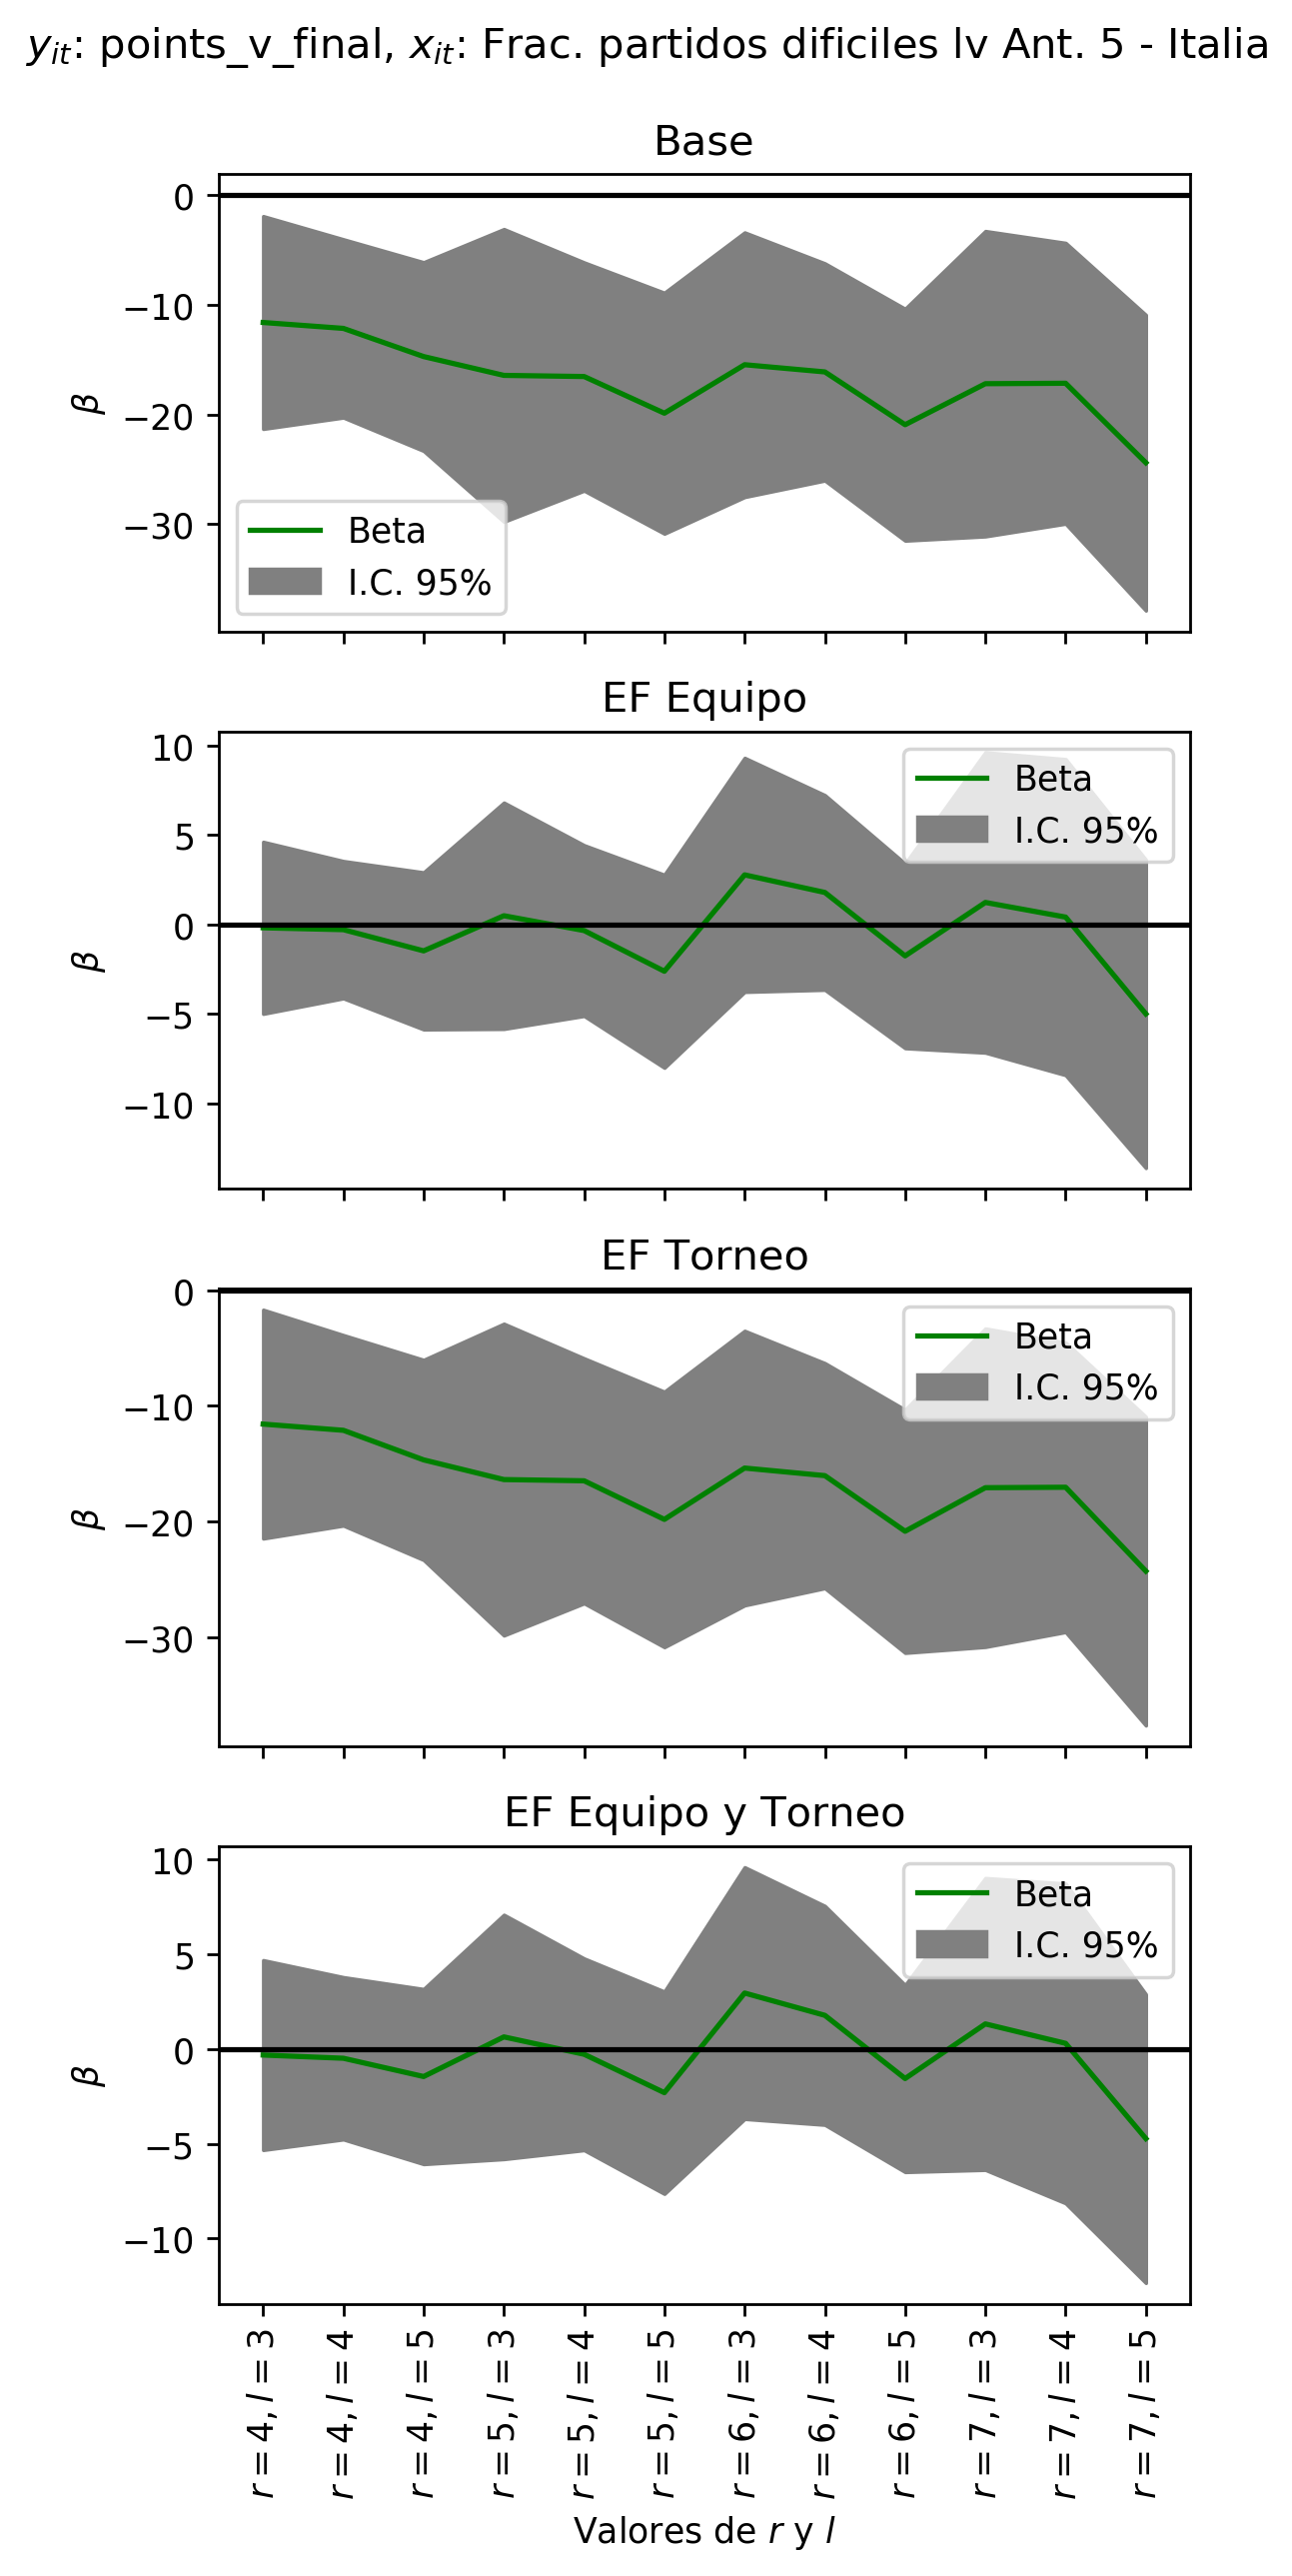 y_it: points_v_final, x_it: Frac. partidos dificiles lv Ant. 5 - Italia
Base
0
−10
−20
−30
β
Beta
I.C. 95%
EF Equipo
10
5
0
−5
−10
β
Beta
I.C. 95%
EF Torneo
0
−10
−20
−30
β
Beta
I.C. 95%
EF Equipo y Torneo
10
5
0
−5
−10
β
Beta
I.C. 95%
r = 4, l = 3
r = 4, l = 4
r = 4, l = 5
r = 5, l = 3
r = 5, l = 4
r = 5, l = 5
r = 6, l = 3
r = 6, l = 4
r = 6, l = 5
r = 7, l = 3
r = 7, l = 4
r = 7, l = 5
Valores de r y l